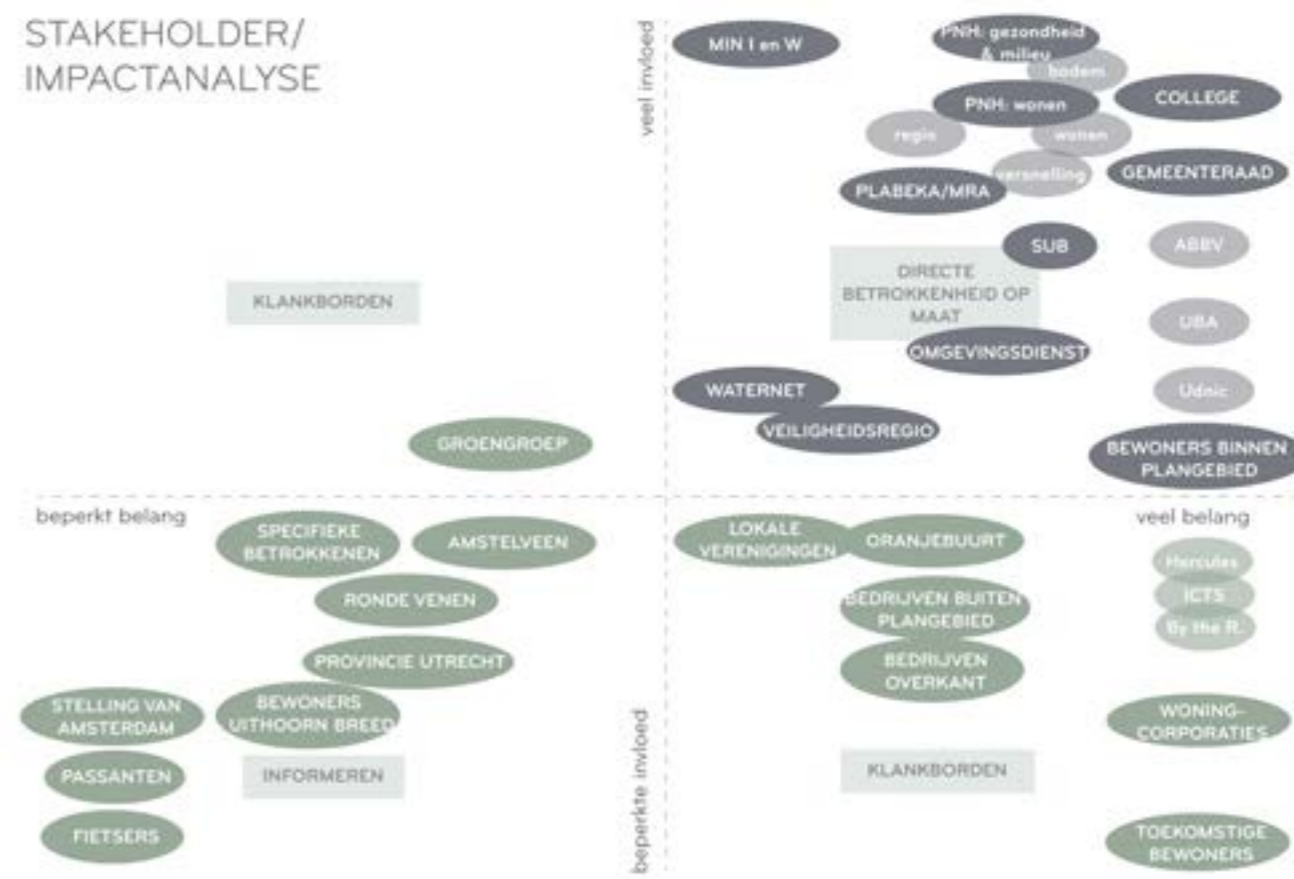 STAKEHOLDER/
IMPACTANALYSE
veel invloed
MIN I en W
PNH: gezondheid
& milieu
bodem
PNH: wonen
COLLEGE
regio
wonen
versnelling
GEMEENTERAAD
PLABEKA/MRA
SUB
ABBV
DIRECTE
BETROKKENHEID OP
MAAT
KLANKBORDEN
UBA
OMGEVINGSDIENST
WATERNET
Udnic
VEILIGHEIDSREGIO
GROENGROEP
BEWONERS BINNEN
PLANGEBIED
beperkt belang
veel belang
SPECIFIEKE
BETROKKENEN
AMSTELVEEN
LOKALE
VERENIGINGEN
ORANJEBUURT
Hercules
ICTS
By the R.
RONDE VENEN
BEDRIJVEN BUITEN
PLANGEBIED
PROVINCIE UTRECHT
BEDRIJVEN
OVERKANT
STELLING VAN
AMSTERDAM
BEWONERS
UITHOORN BREED
WONING-
CORPORATIES
beperkte invloed
PASSANTEN
INFORMEREN
KLANKBORDEN
FIETSERS
TOEKOMSTIGE
BEWONERS